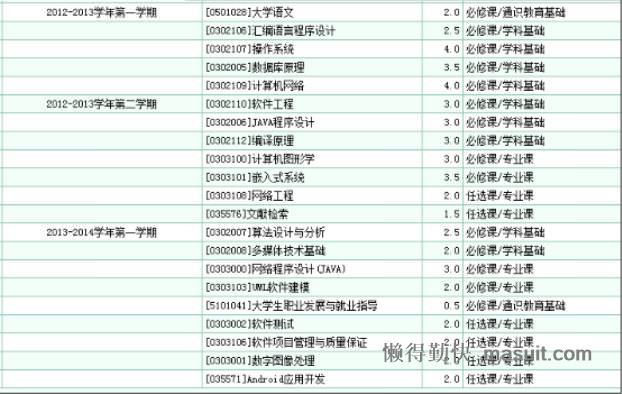 2012-2013学年第一学期 [0501028]大学语文 2.0 必修课/通识教育基础
[0302106]汇编语言程序设计 2.5 必修课/学科基础
[0302107]操作系统 4.0 必修课/学科基础
[0302005]数据库原理 3.5 必修课/学科基础
[0302109]计算机网络 4.0 必修课/学科基础
2012-2013学年第二学期 [0302110]软件工程 3.0 必修课/学科基础
[0302006]JAVA程序设计 3.0 必修课/学科基础
[0302112]编译原理 3.0 必修课/学科基础
[0303100]计算机图形学 3.0 必修课/专业课
[0303101]嵌入式系统 3.5 必修课/专业课
[0303108]网络工程 2.0 任选课/专业课
[035576]文献检索 1.5 任选课/专业课
2013-2014学年第一学期 [0302007]算法设计与分析 2.5 必修课/学科基础
[0302008]多媒体技术基础 2.0 必修课/学科基础
[0303000]网络程序设计(JAVA) 3.0 必修课/专业课
[0303103]UML软件建模 2.0 必修课/专业课
[5101041]大学生职业发展与就业指导 0.5 必修课/通识教育基础
[0303002]软件测试 2.0 任选课/专业课
[0303106]软件项目管理与质量保证 2.0 任选课/专业课
[0303001]数字图像处理 任选课/专业课
懒得勤快 masuit.com
[035571]Android应用开发 2.0 任选课/专业课